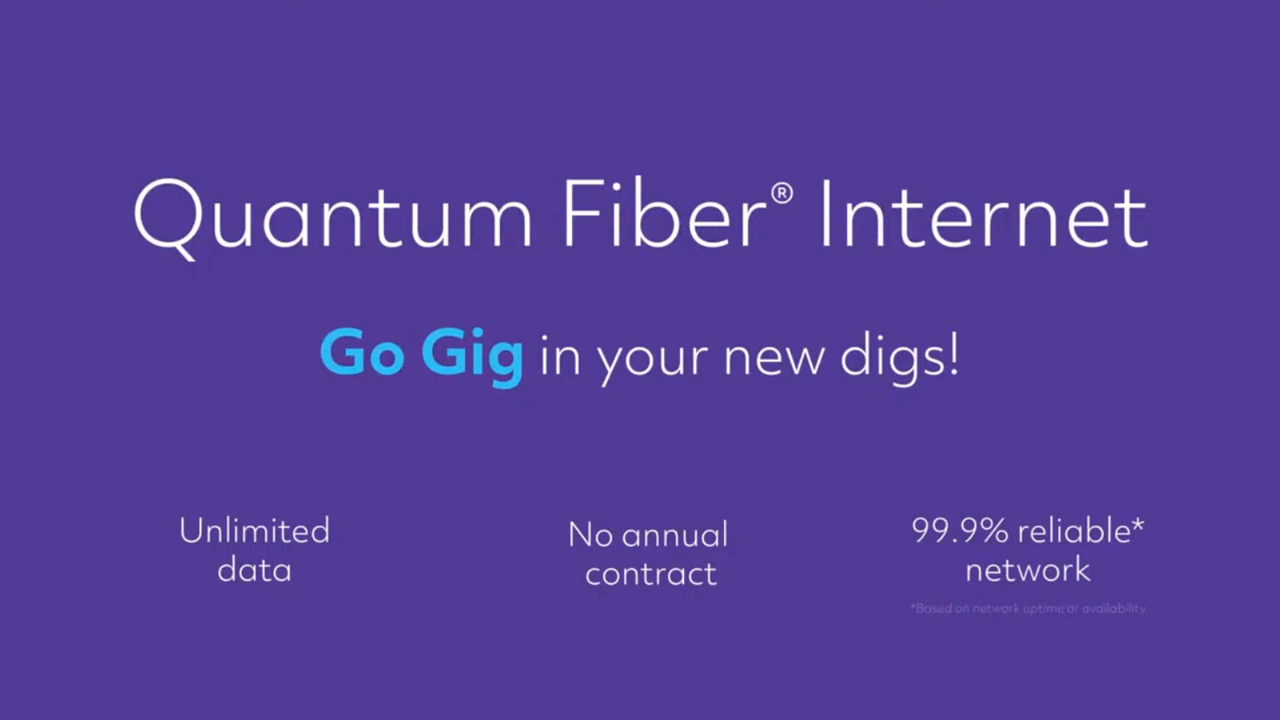 Quantum Fiber® Internet
Go Gig in your new digs!
Unlimited
data
No annual
contract
99.9% reliable*
network
*Based on network uptime or availability